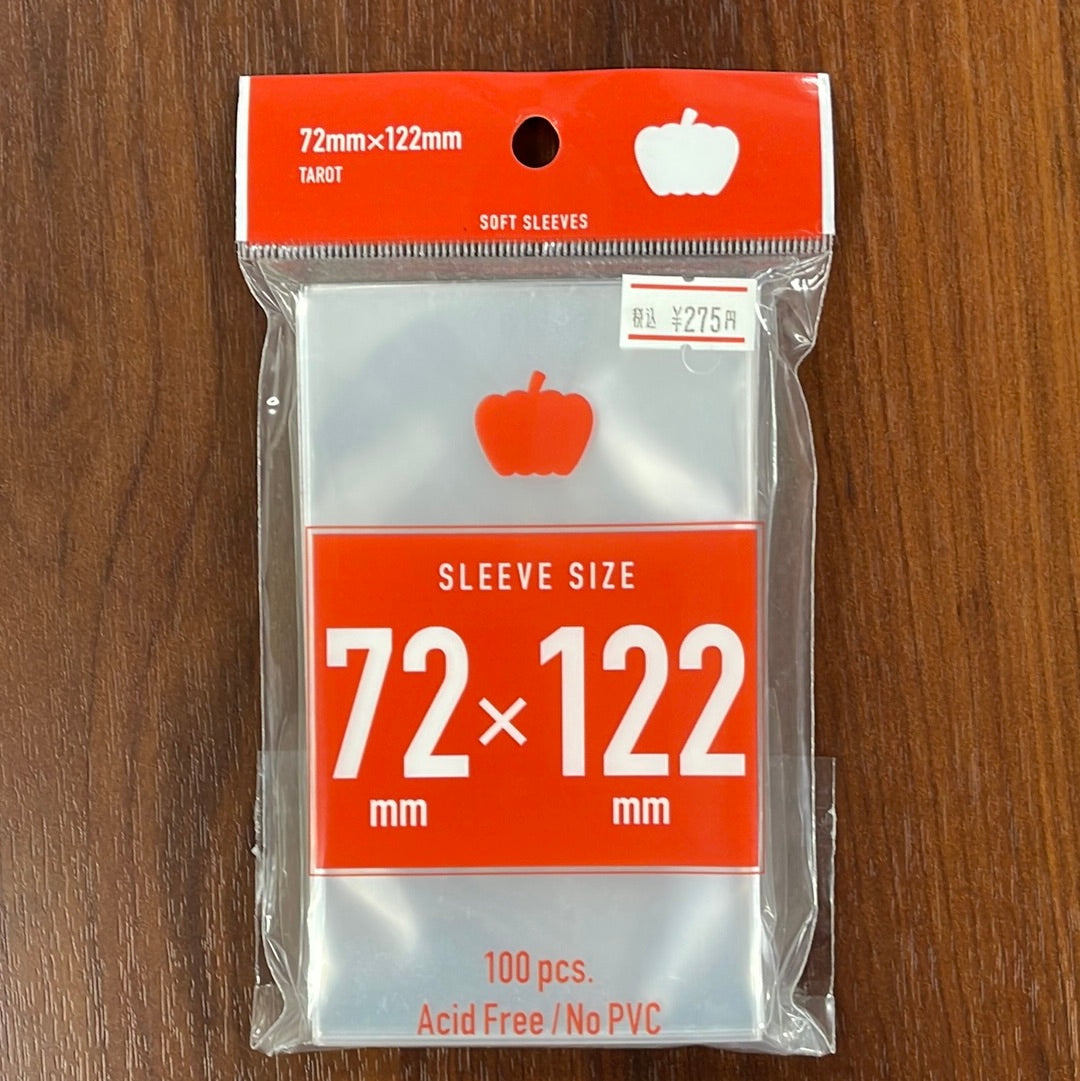 72mm×122mm
TAROT
SOFT SLEEVES
税込 ¥275円
SLEEVE SIZE
72×122
mm mm
100 pcs.
Acid Free / No PVC